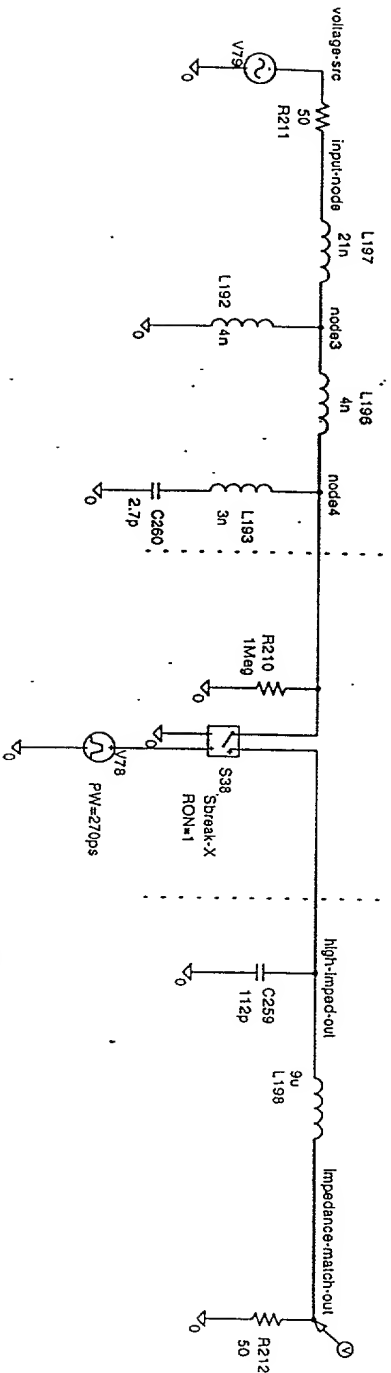 voltage-src
V79
0
50
R211
input-node
L197
21n
L192
4n
0
node3
L196
4n
node4
L193
3n
C260
2.7p
0
R210
1Meg
0
0
S38
Sbreak-X
RON=1
V78
PW=270ps
0
high-imped-out
C259
112p
0
9u
L198
impedance-match-out
V
R212
50
0